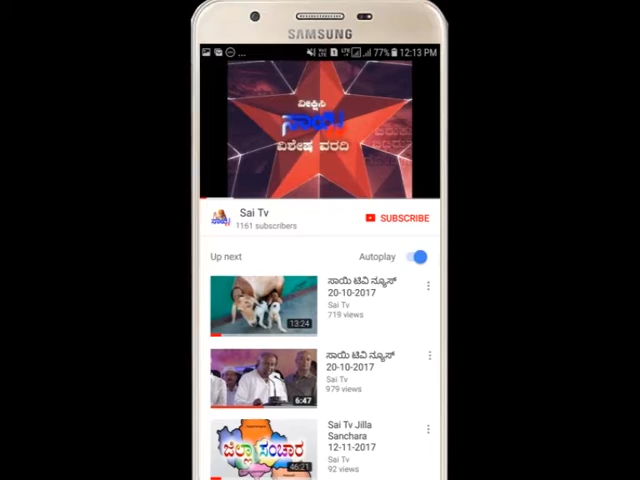 SAMSUNG
77% 12:13 PM
ವೀಕ್ಷಿಸಿ
ಸಾಯಿ
ವಿಶೇಷ ವರದಿ
Sai Tv
1161 subscribers
SUBSCRIBE
Up next
Autoplay
ಸಾಯಿ ಟಿವಿ ನ್ಯೂಸ್
20-10-2017
Sai Tv
719 views
13:24
ಸಾಯಿ ಟಿವಿ ನ್ಯೂಸ್
20-10-2017
Sai Tv
979 views
6:47
Sai Tv Jilla
Sanchara
12-11-2017
Sai Tv
92 views
ಜಿಲ್ಲಾ ಸಂಚಾರ
46:21